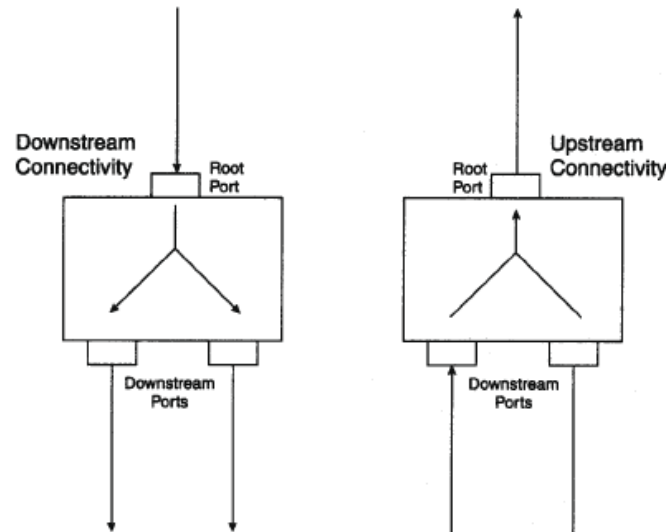 Downstream
Connectivity
Root
Port
Downstream
Ports
Upstream
Connectivity
Root
Port
Downstream
Ports